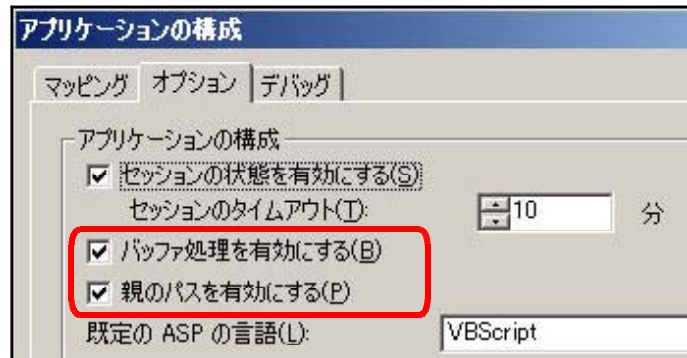 アプリケーションの構成
マッピング オプション デバッグ
アプリケーションの構成
セッションの状態を有効にする(S)
セッションのタイムアウト(T): 10 分
バッファ処理を有効にする(B)
親のパスを有効にする(P)
既定の ASP の言語(L): VBScript